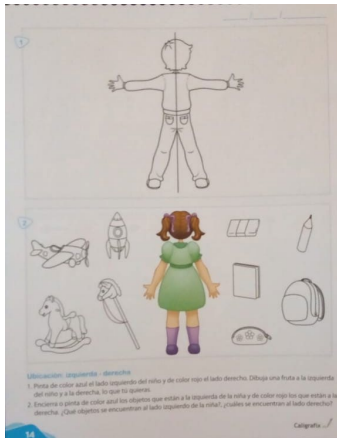 1
2
Ubicación: izquierda - derecha
1. Pinta de color azul el lado izquierdo del niño y de color rojo el lado derecho. Dibuja una fruta a la izquierda
del niño y a la derecha, lo que tú quieras.
2. Encierra o pinta de color azul los objetos que están a la izquierda de la niña y de color rojo los que están a la
derecha. ¿Qué objetos se encuentran al lado izquierdo de la niña?, ¿cuáles se encuentran al lado derecho?
Caligrafía
14